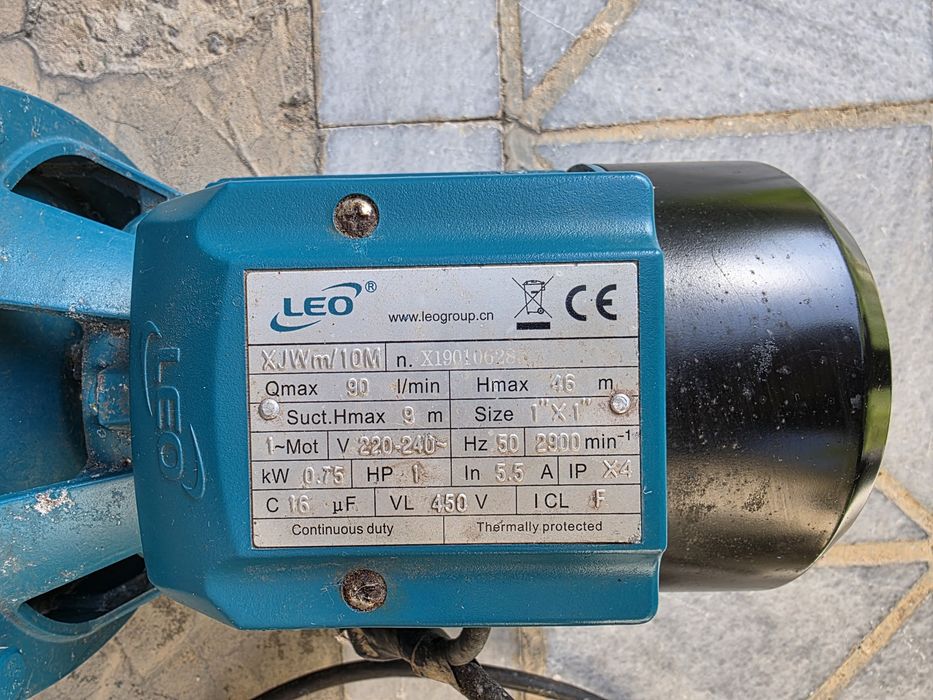 LEO
LEO ®
www.leogroup.cn
CE
XJWm/10M n. X19010628
Qmax 90 l/min Hmax 46 m
Suct.Hmax 9 m Size 1"X1"
1~Mot V 220-240~ Hz 50 2900 min⁻¹
kW 0.75 HP 1 In 5.5 A IP X4
C 16 µF VL 450 V I CL F
Continuous duty Thermally protected